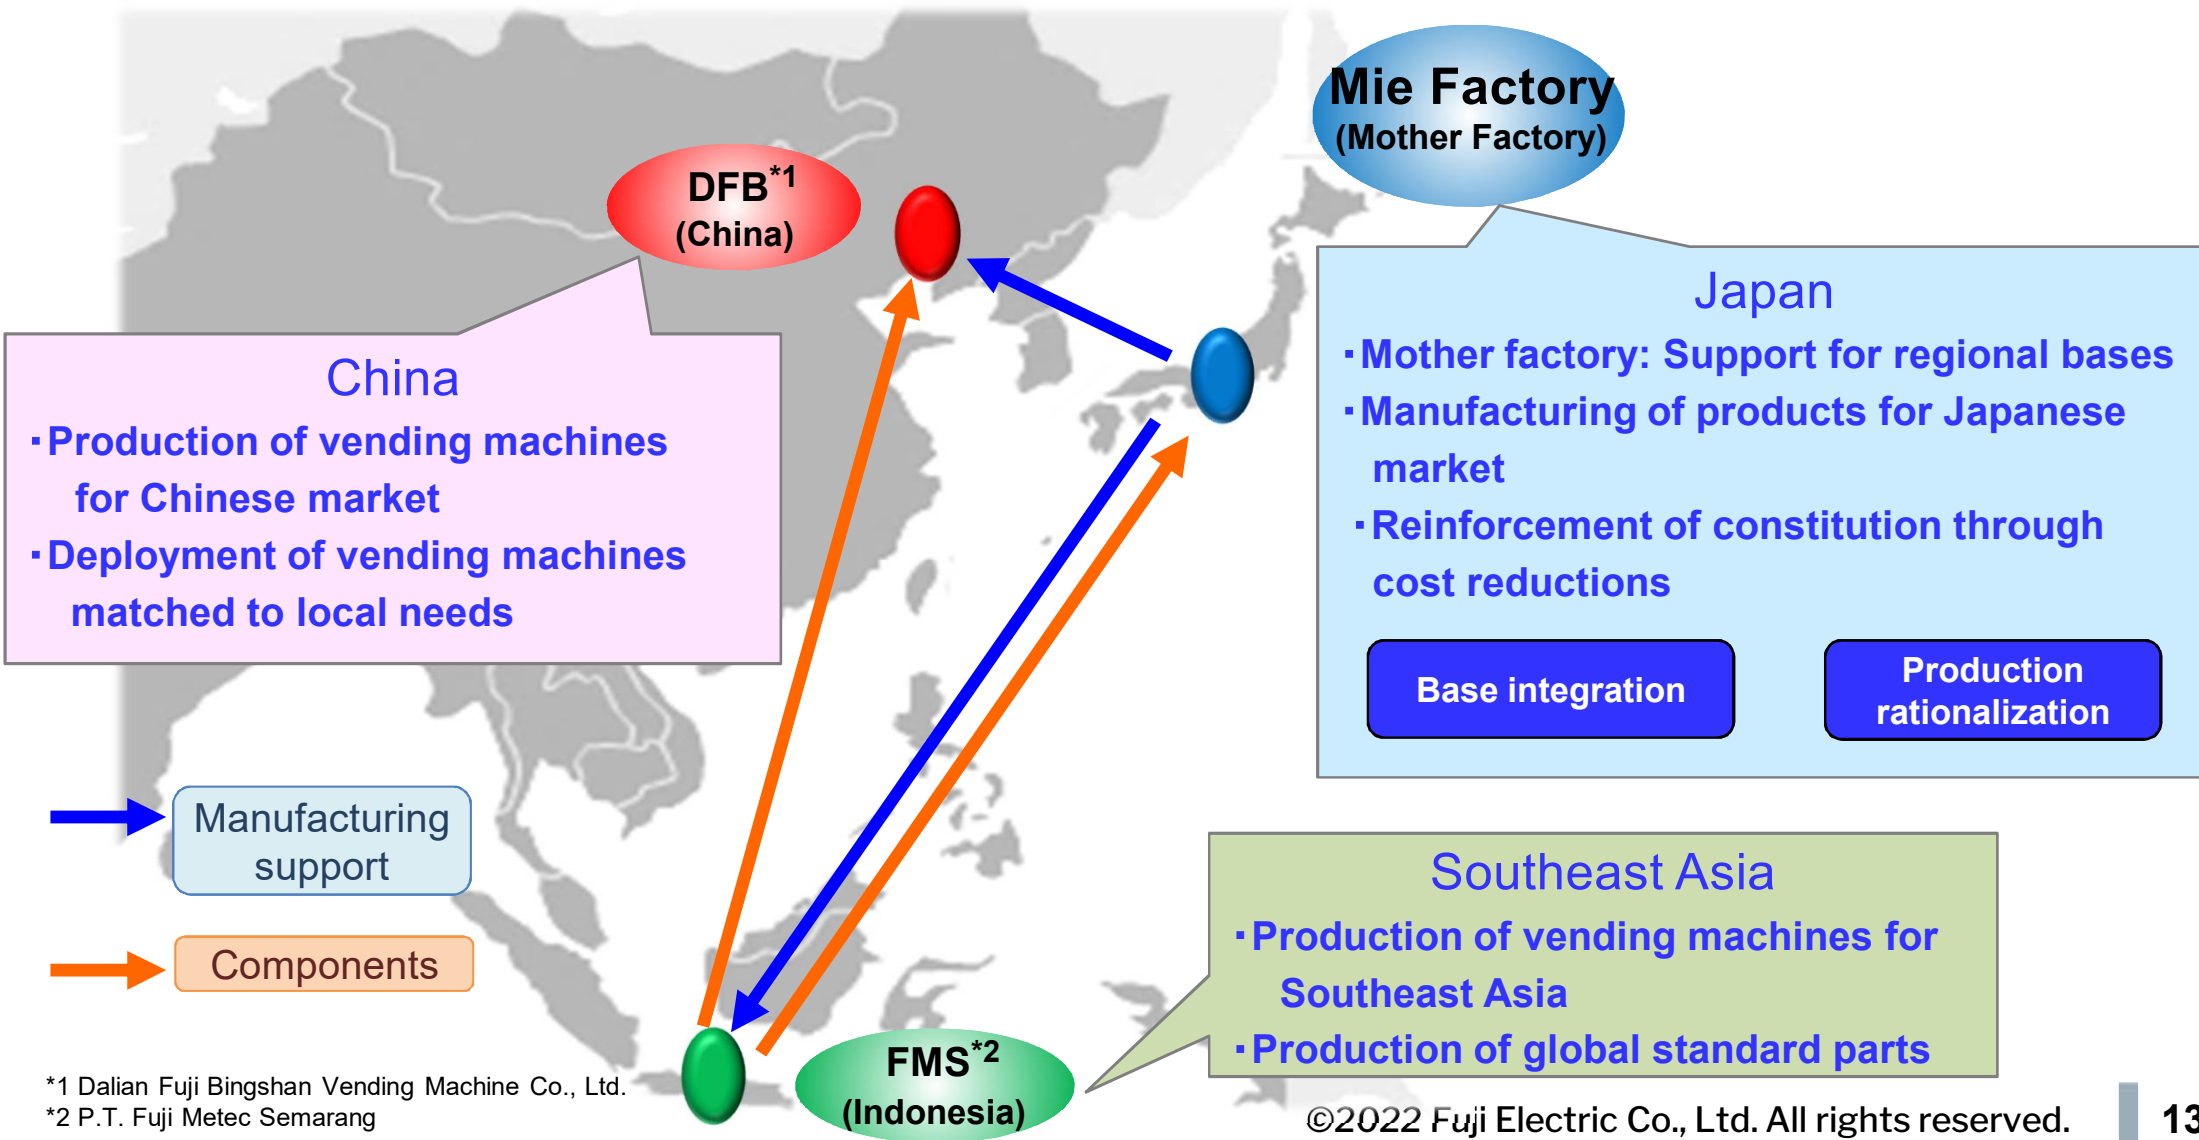 Mie Factory
(Mother Factory)
DFB*1
(China)
Japan
・Mother factory: Support for regional bases
・Manufacturing of products for Japanese
market
・Reinforcement of constitution through
cost reductions
Base integration
Production
rationalization
China
・Production of vending machines
for Chinese market
・Deployment of vending machines
matched to local needs
Manufacturing
support
Components
Southeast Asia
・Production of vending machines for
Southeast Asia
・Production of global standard parts
FMS*2
(Indonesia)
*1 Dalian Fuji Bingshan Vending Machine Co., Ltd.
*2 P.T. Fuji Metec Semarang
©2022 Fuji Electric Co., Ltd. All rights reserved.
13